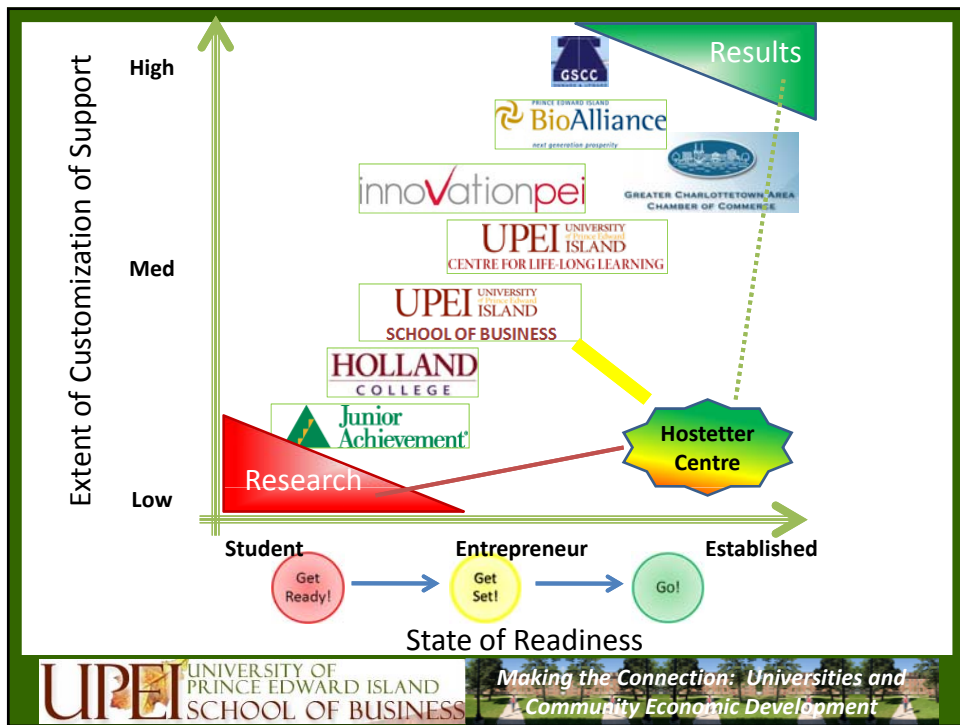 Extent of Customization of Support
High
Med
Low
Results
GSCC
PRINCE EDWARD ISLAND
BioAlliance
next generation prosperity
GREATER CHARLOTTETOWN AREA
CHAMBER OF COMMERCE
innovationpei
UPEI UNIVERSITY
of Prince Edward
ISLAND
CENTRE FOR LIFE-LONG LEARNING
UPEI UNIVERSITY
of Prince Edward
ISLAND
SCHOOL OF BUSINESS
HOLLAND
COLLEGE
Junior
Achievement
Research
Hostetter
Centre
Student
Entrepreneur
Established
Get
Ready!
Get
Set!
Go!
State of Readiness
UPEI UNIVERSITY OF
PRINCE EDWARD ISLAND
SCHOOL OF BUSINESS
Making the Connection: Universities and
Community Economic Development